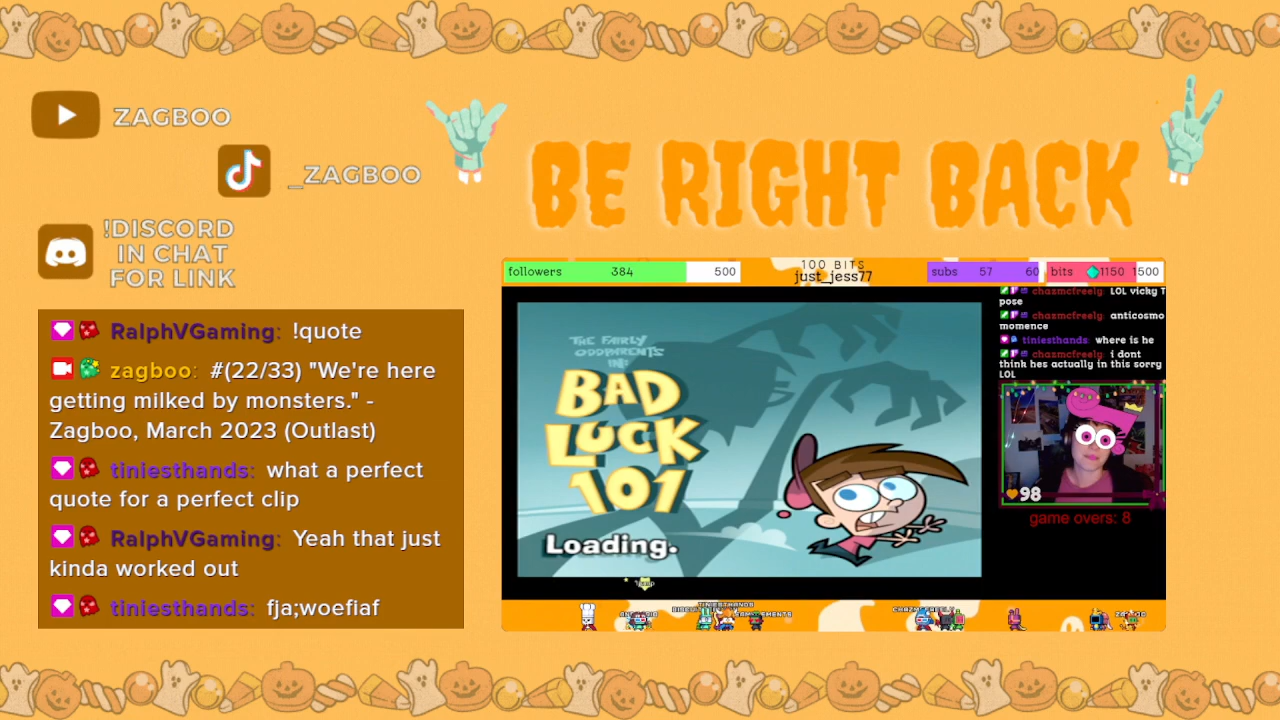 ZAGBOO
_ZAGBOO
!DISCORD
IN CHAT
FOR LINK
BE RIGHT BACK
RalphVGaming: !quote
zagboo: #(22/33) "We're here
getting milked by monsters." -
Zagboo, March 2023 (Outlast)
tiniesthands: what a perfect
quote for a perfect clip
RalphVGaming: Yeah that just
kinda worked out
tiniesthands: fja;woefiaf
followers 384 500
100 BITS
just_jess77
subs 57 60
bits 1150 1500
THE FAIRLY
ODDPARENTS
IN:
BAD
LUCK
101
Loading.
chazmcfreely: LOL vicky T
pose
chazmcfreely: anticosmo
momence
tiniesthands: where is he
chazmcfreely: i dont
think hes actually in this sorry
LOL
98
game overs: 8
TINIESTHANDS